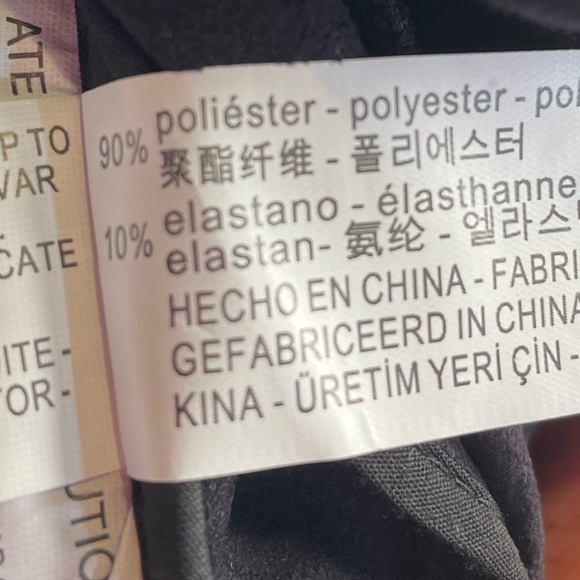 ATE
P TO
VAR
CATE
ITE -
TOR -
UTIO
90% poliéster - polyester - pol
聚酯纤维 - 폴리에스터
10% elastano - élasthanne
elastan- 氨纶 - 엘라스
HECHO EN CHINA - FABRI
GEFABRICEERD IN CHINA
KINA - ÜRETİM YERİ ÇİN -